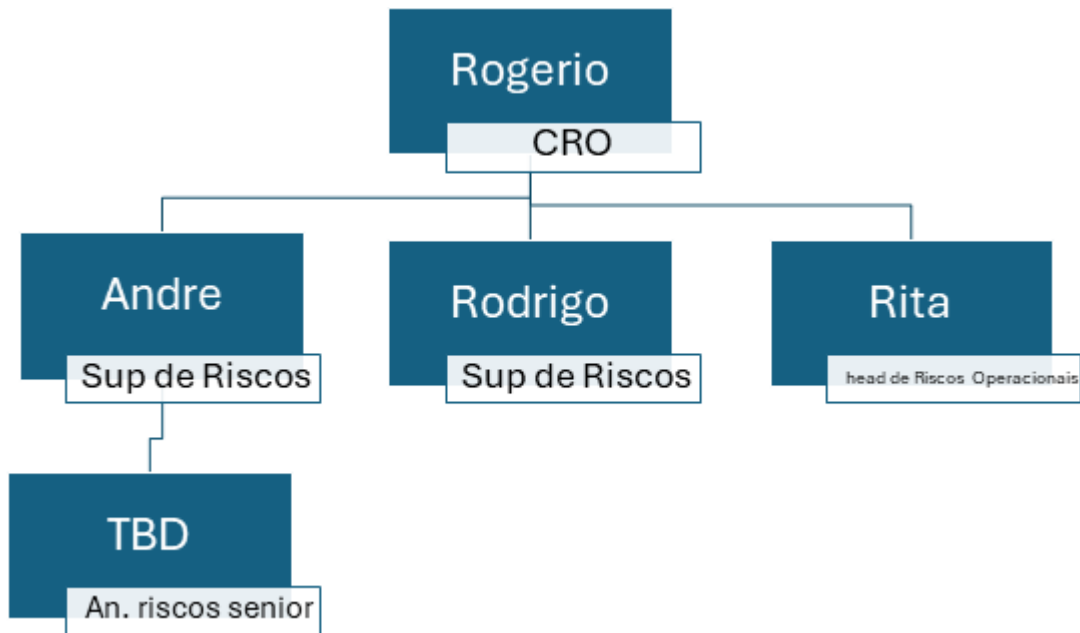 Rogerio
CRO
Andre
Sup de Riscos
Rodrigo
Sup de Riscos
Rita
head de Riscos Operacionais
TBD
An. riscos senior